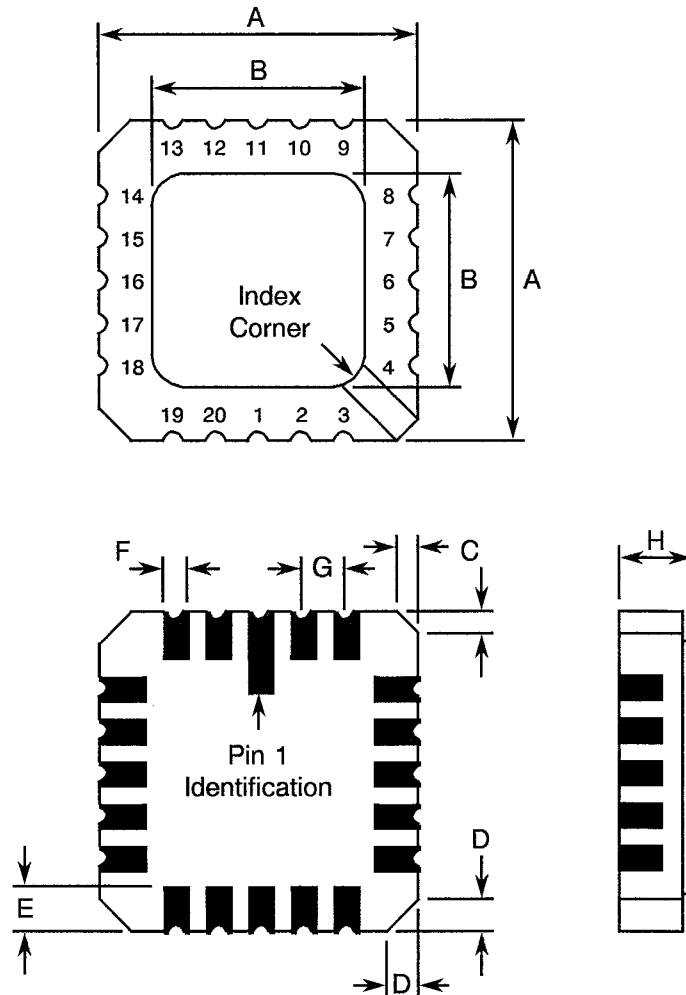 A
B
13 12 11 10 9
14
8
15
7
16
6
17
5
18
4
B
A
Index
Corner
19 20 1 2 3
F
G
C
H
Pin 1
Identification
D
E
D